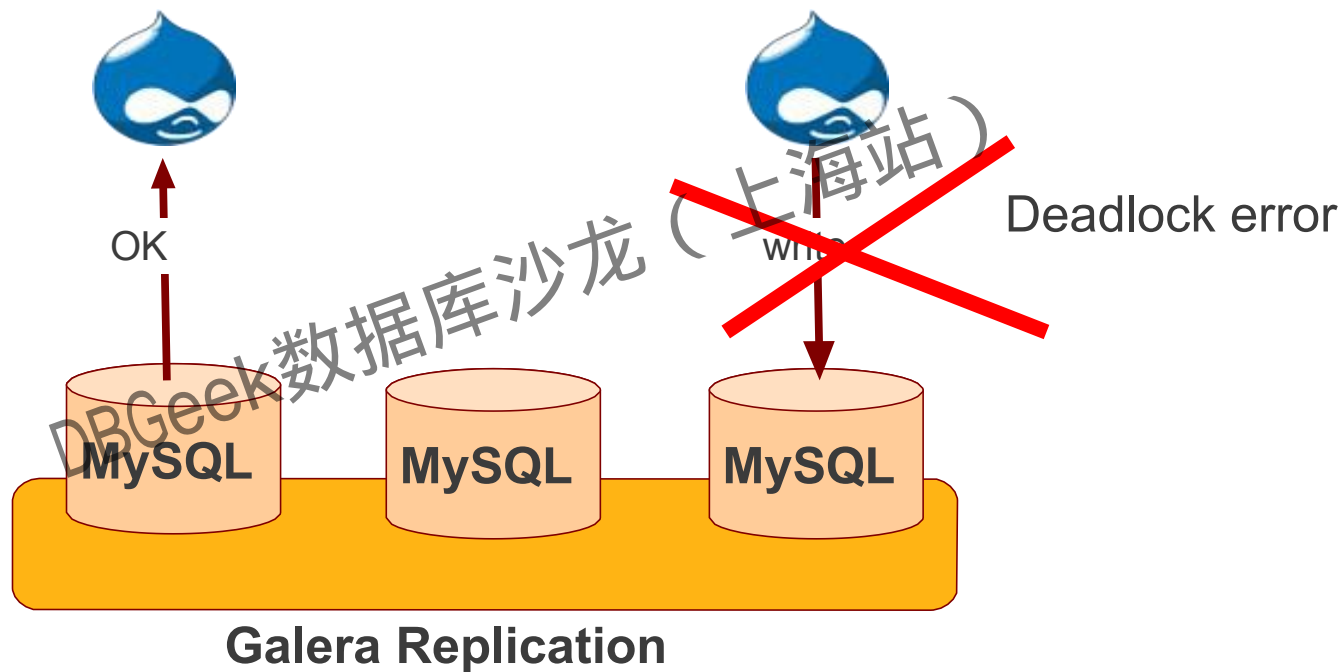 OK
write
Deadlock error
DBGeek数据库沙龙（上海站）
MySQL
MySQL
MySQL
Galera Replication